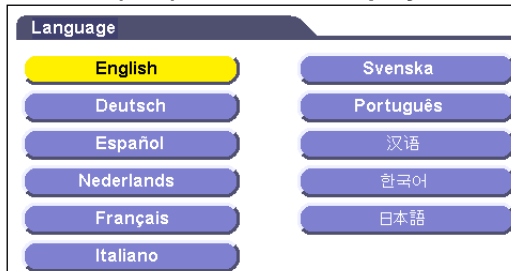 Language
English
Deutsch
Español
Nederlands
Français
Italiano
Svenska
Português
汉语
한국어
日本語